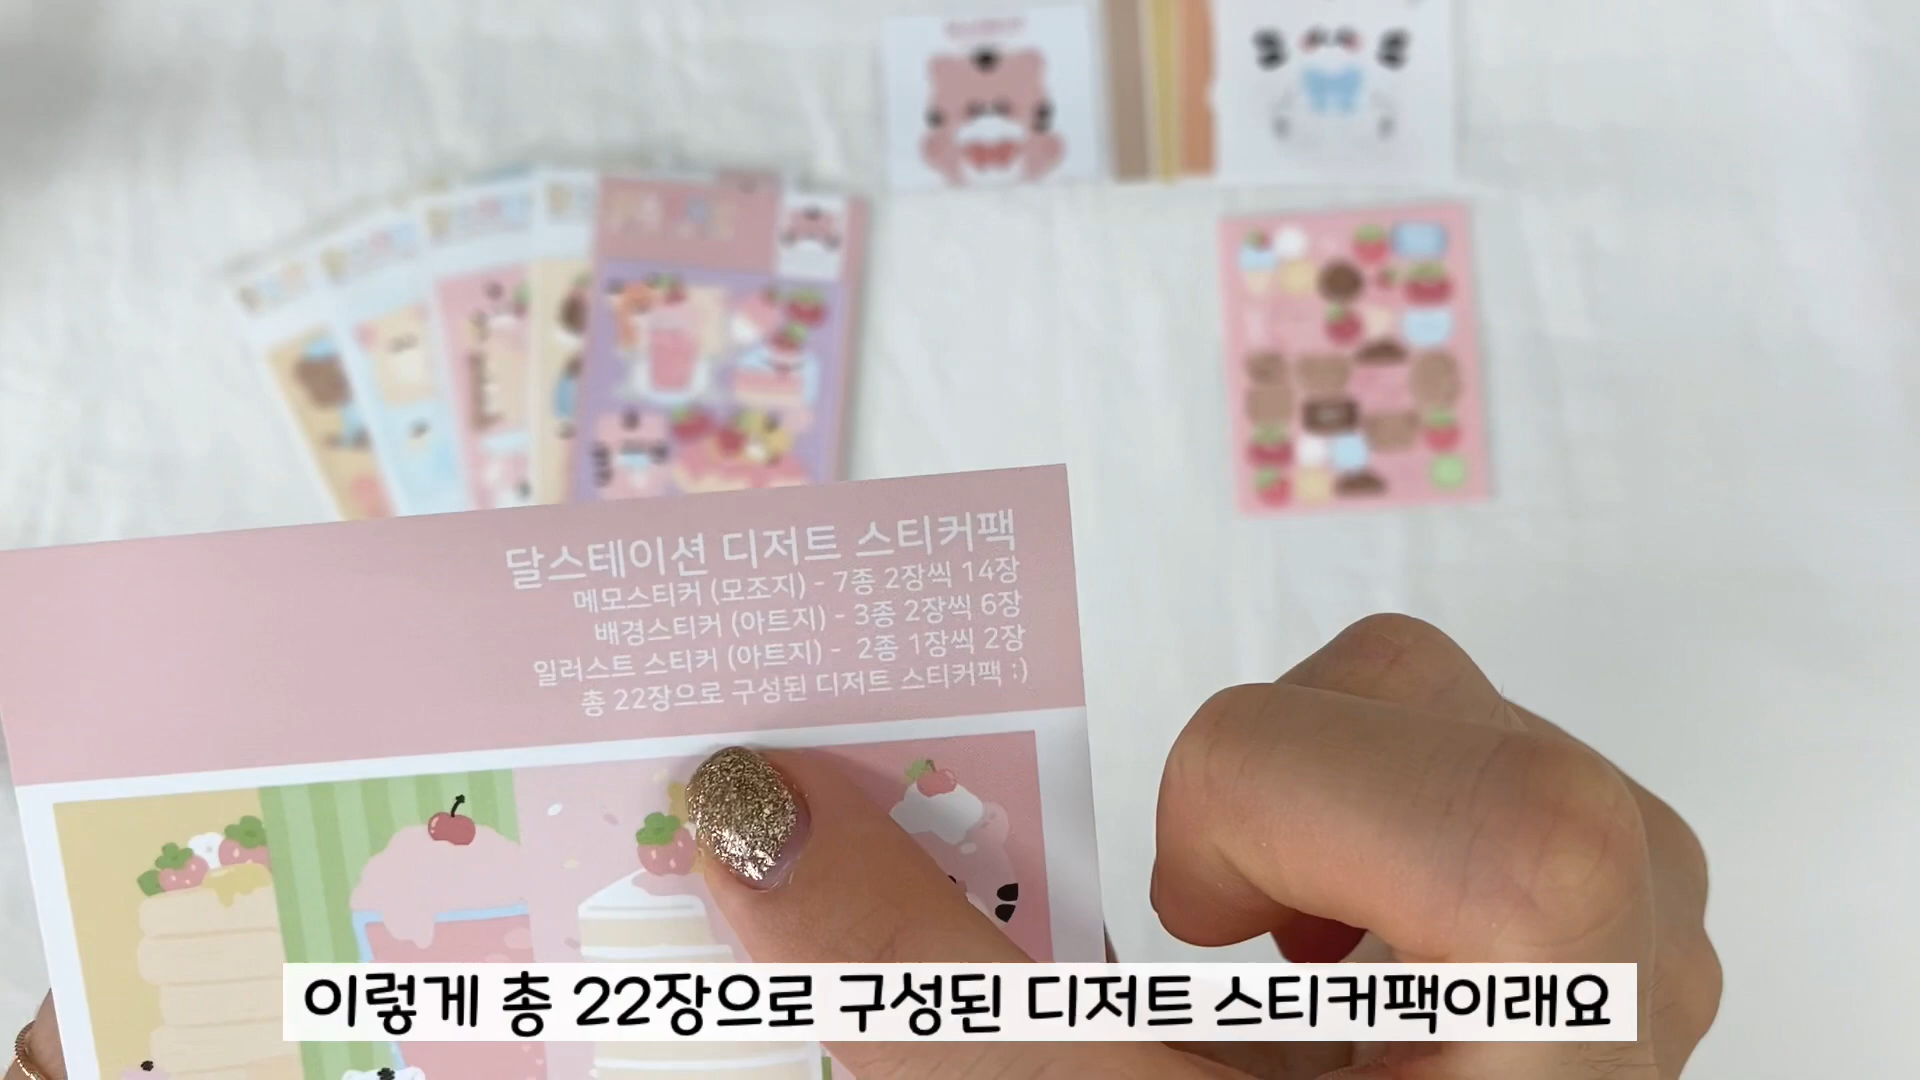 달스테이션 디저트 스티커팩
메모스티커 (모조지) - 7종 2장씩 14장
배경스티커 (아트지) - 3종 2장씩 6장
일러스트 스티커 (아트지) - 2종 1장씩 2장
총 22장으로 구성된 디저트 스티커팩 :)
이렇게 총 22장으로 구성된 디저트 스티커팩이래요